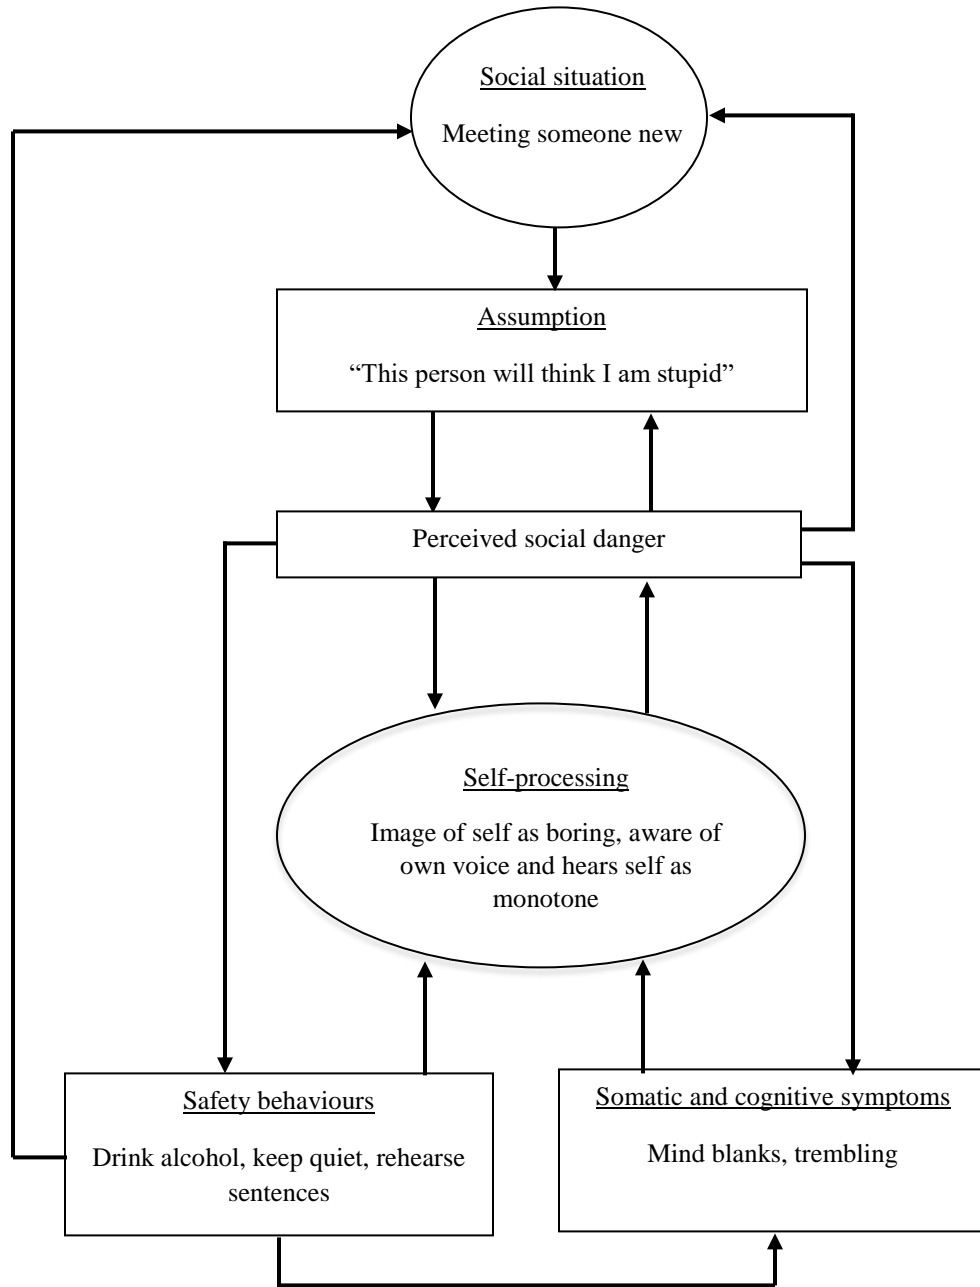 Social situation
Meeting someone new
Assumption
“This person will think I am stupid”
Perceived social danger
Self-processing
Image of self as boring, aware of
own voice and hears self as
monotone
Safety behaviours
Drink alcohol, keep quiet, rehearse
sentences
Somatic and cognitive symptoms
Mind blanks, trembling